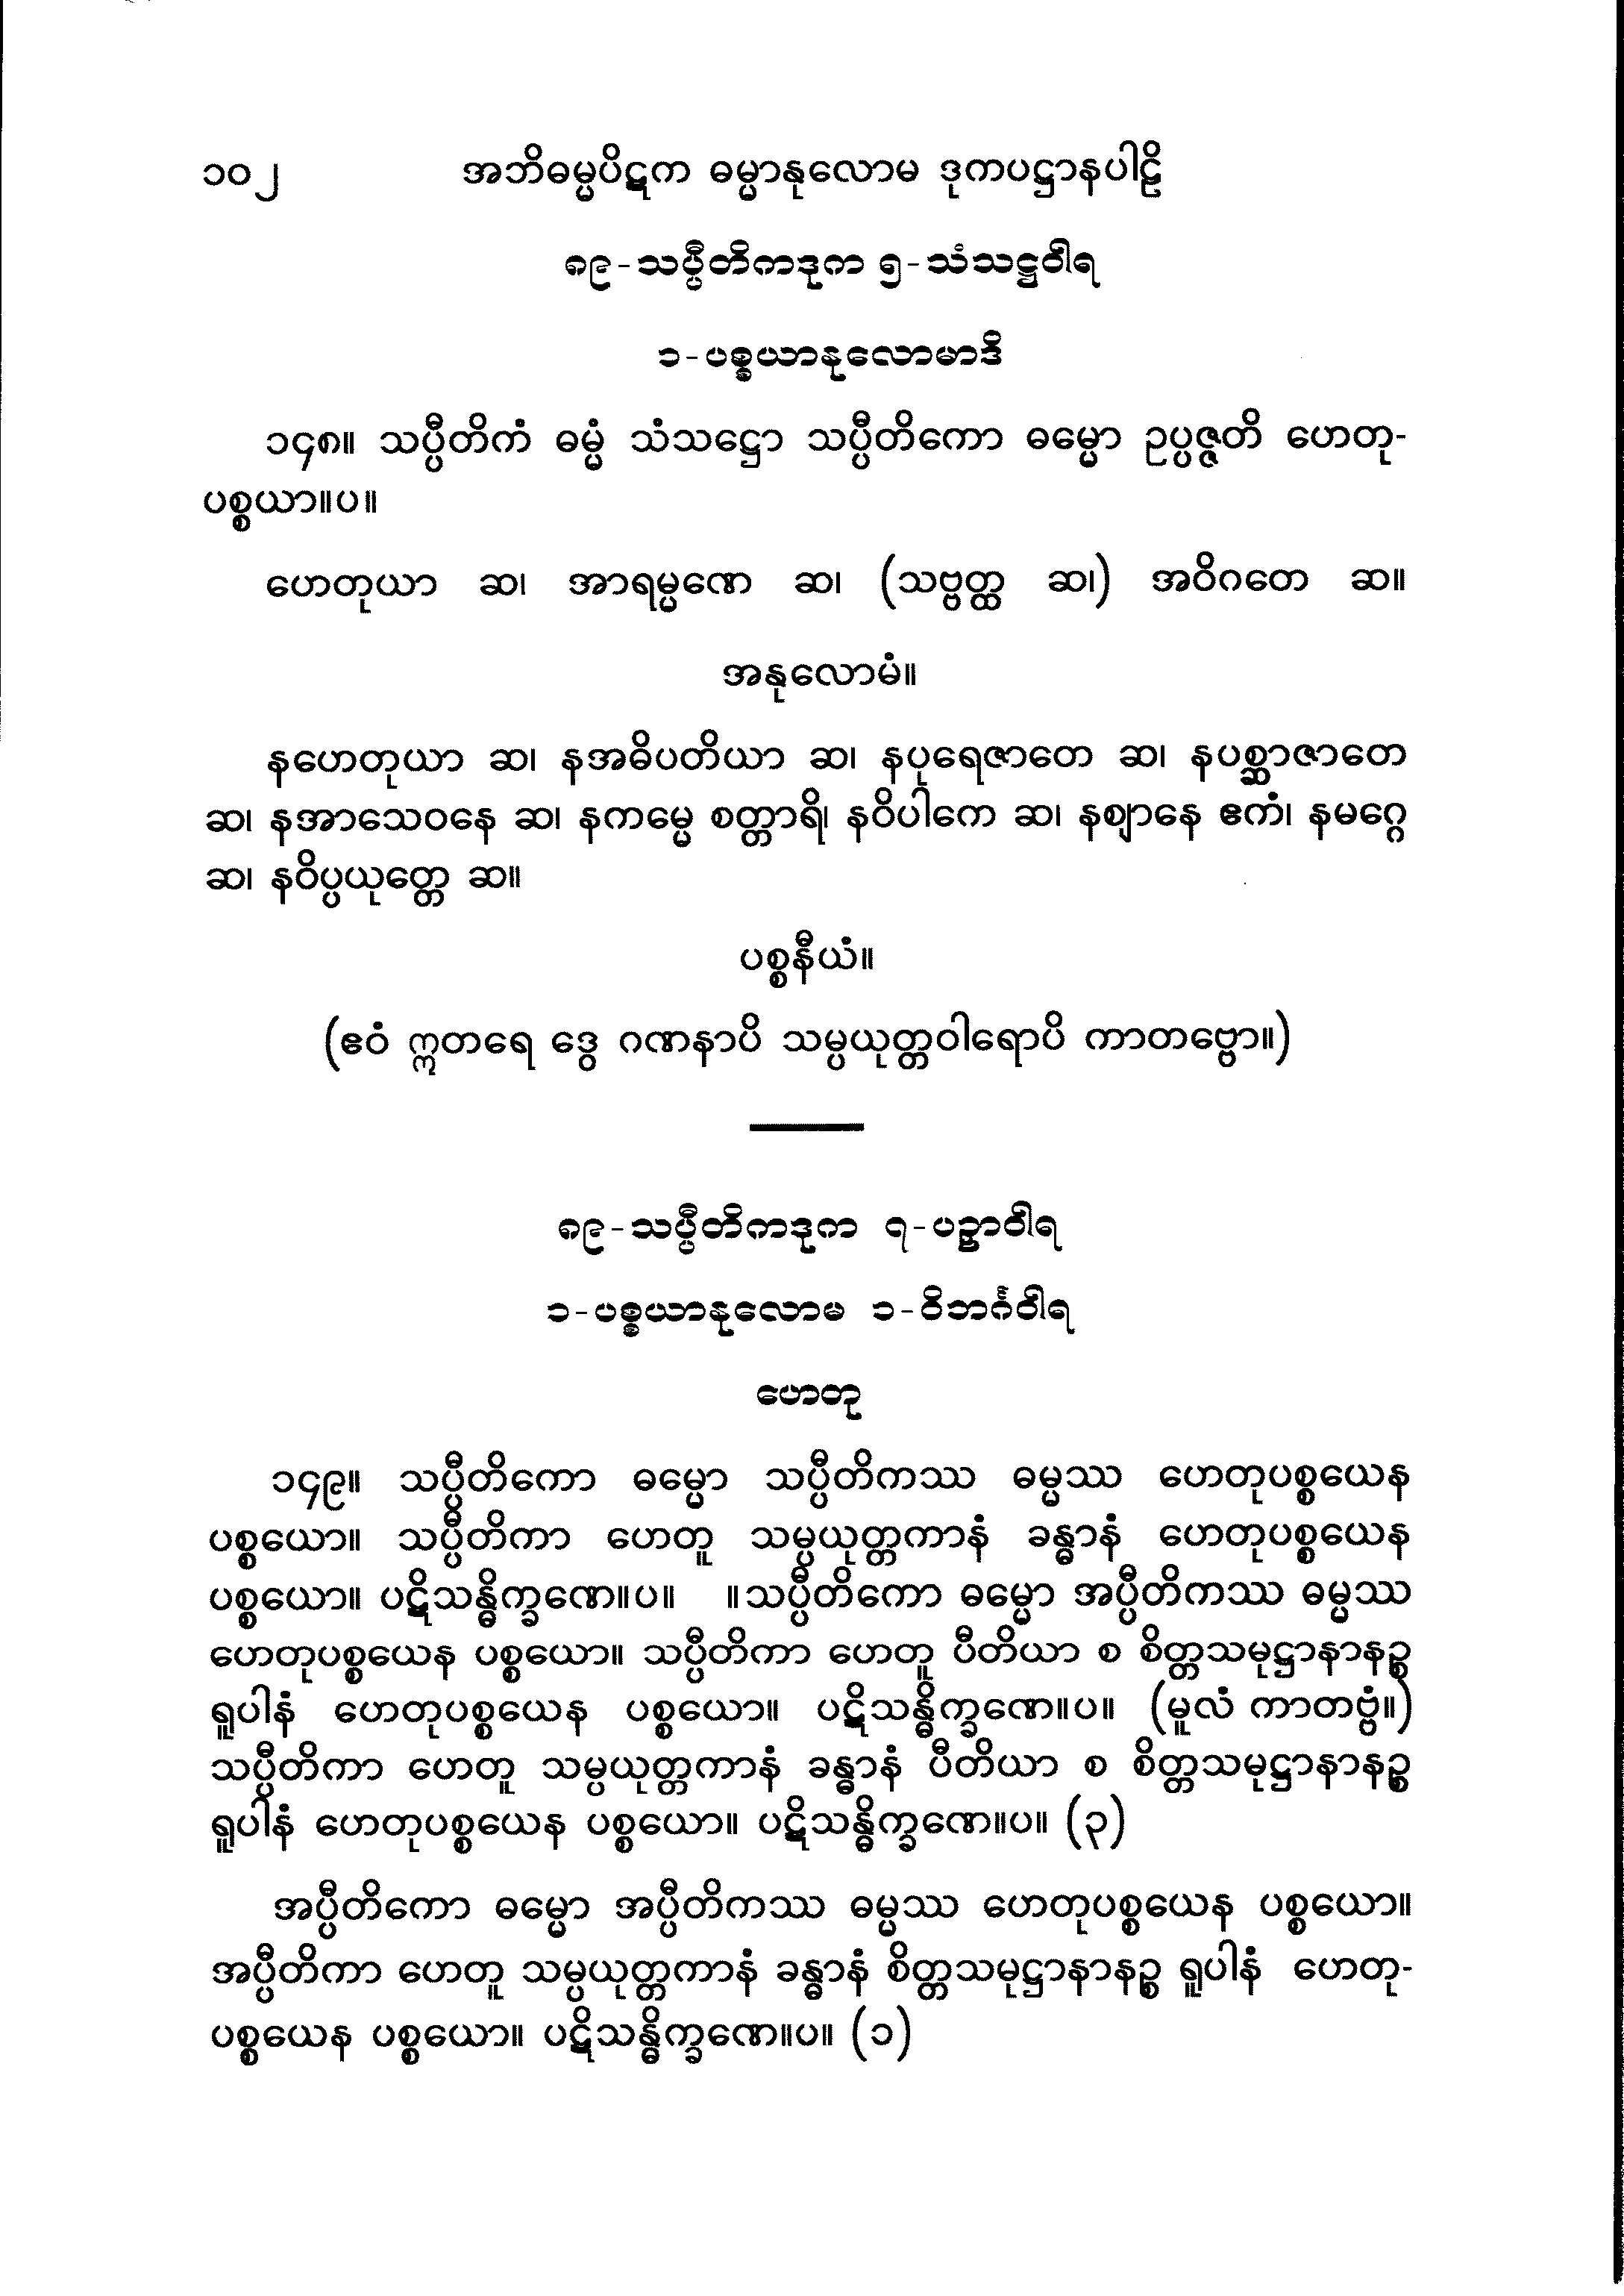 ၁၀၂ အဘိဓမ္မပိဋက ဓမ္မာနုလောမ ဒုကပဋ္ဌာနပါဠိ
၈၉-သပ္ပီတိကဒုက ၅-သံသဋ္ဌဝါရ
၁-ပစ္စယာနုလောမာဒိ
၁၄၈။ သပ္ပီတိကံ ဓမ္မံ သံသဋ္ဌော သပ္ပီတိကော ဓမ္မော ဥပ္ပဇ္ဇတိ ဟေတု-
ပစ္စယာ။ပ။
ဟေတုယာ ဆ၊ အာရမ္မဏေ ဆ၊ (သဗ္ဗတ္ထ ဆ၊) အဝိဂတေ ဆ။
အနုလောမံ။
နဟေတုယာ ဆ၊ နအဓိပတိယာ ဆ၊ နပုရေဇာတေ ဆ၊ နပစ္ဆာဇာတေ
ဆ၊ နအာသေဝနေ ဆ၊ နကမ္မေ စတ္တာရိ၊ နဝိပါကေ ဆ၊ နဈာနေ ဧကံ၊ နမဂ္ဂေ
ဆ၊ နဝိပ္ပယုတ္တေ ဆ။
ပစ္စနီယံ။
(ဧဝံ ဣတရေ ဒွေ ဂဏနာပိ သမ္ပယုတ္တဝါရောပိ ကာတဗ္ဗော။)
၈၉-သပ္ပီတိကဒုက ၇-ပဉှာဝါရ
၁-ပစ္စယာနုလောမ ၁-ဝိဘင်္ဂဝါရ
ဟေတု
၁၄၉။ သပ္ပီတိကော ဓမ္မော သပ္ပီတိကဿ ဓမ္မဿ ဟေတုပစ္စယေန
ပစ္စယော။ သပ္ပီတိကာ ဟေတူ သမ္ပယုတ္တကာနံ ခန္ဓာနံ ဟေတုပစ္စယေန
ပစ္စယော။ ပဋိသန္ဓိက္ခဏေ။ပ။ ။သပ္ပီတိကော ဓမ္မော အပ္ပီတိကဿ ဓမ္မဿ
ဟေတုပစ္စယေန ပစ္စယော။ သပ္ပီတိကာ ဟေတူ ပီတိယာ စ စိတ္တသမုဋ္ဌာနာနဉ္စ
ရူပါနံ ဟေတုပစ္စယေန ပစ္စယော။ ပဋိသန္ဓိက္ခဏေ။ပ။ (မူလံ ကာတဗ္ဗံ။)
သပ္ပီတိကာ ဟေတူ သမ္ပယုတ္တကာနံ ခန္ဓာနံ ပီတိယာ စ စိတ္တသမုဋ္ဌာနာနဉ္စ
ရူပါနံ ဟေတုပစ္စယေန ပစ္စယော။ ပဋိသန္ဓိက္ခဏေ။ပ။ (၃)
အပ္ပီတိကော ဓမ္မော အပ္ပီတိကဿ ဓမ္မဿ ဟေတုပစ္စယေန ပစ္စယော။
အပ္ပီတိကာ ဟေတူ သမ္ပယုတ္တကာနံ ခန္ဓာနံ စိတ္တသမုဋ္ဌာနာနဉ္စ ရူပါနံ ဟေတု-
ပစ္စယေန ပစ္စယော။ ပဋိသန္ဓိက္ခဏေ။ပ။ (၁)